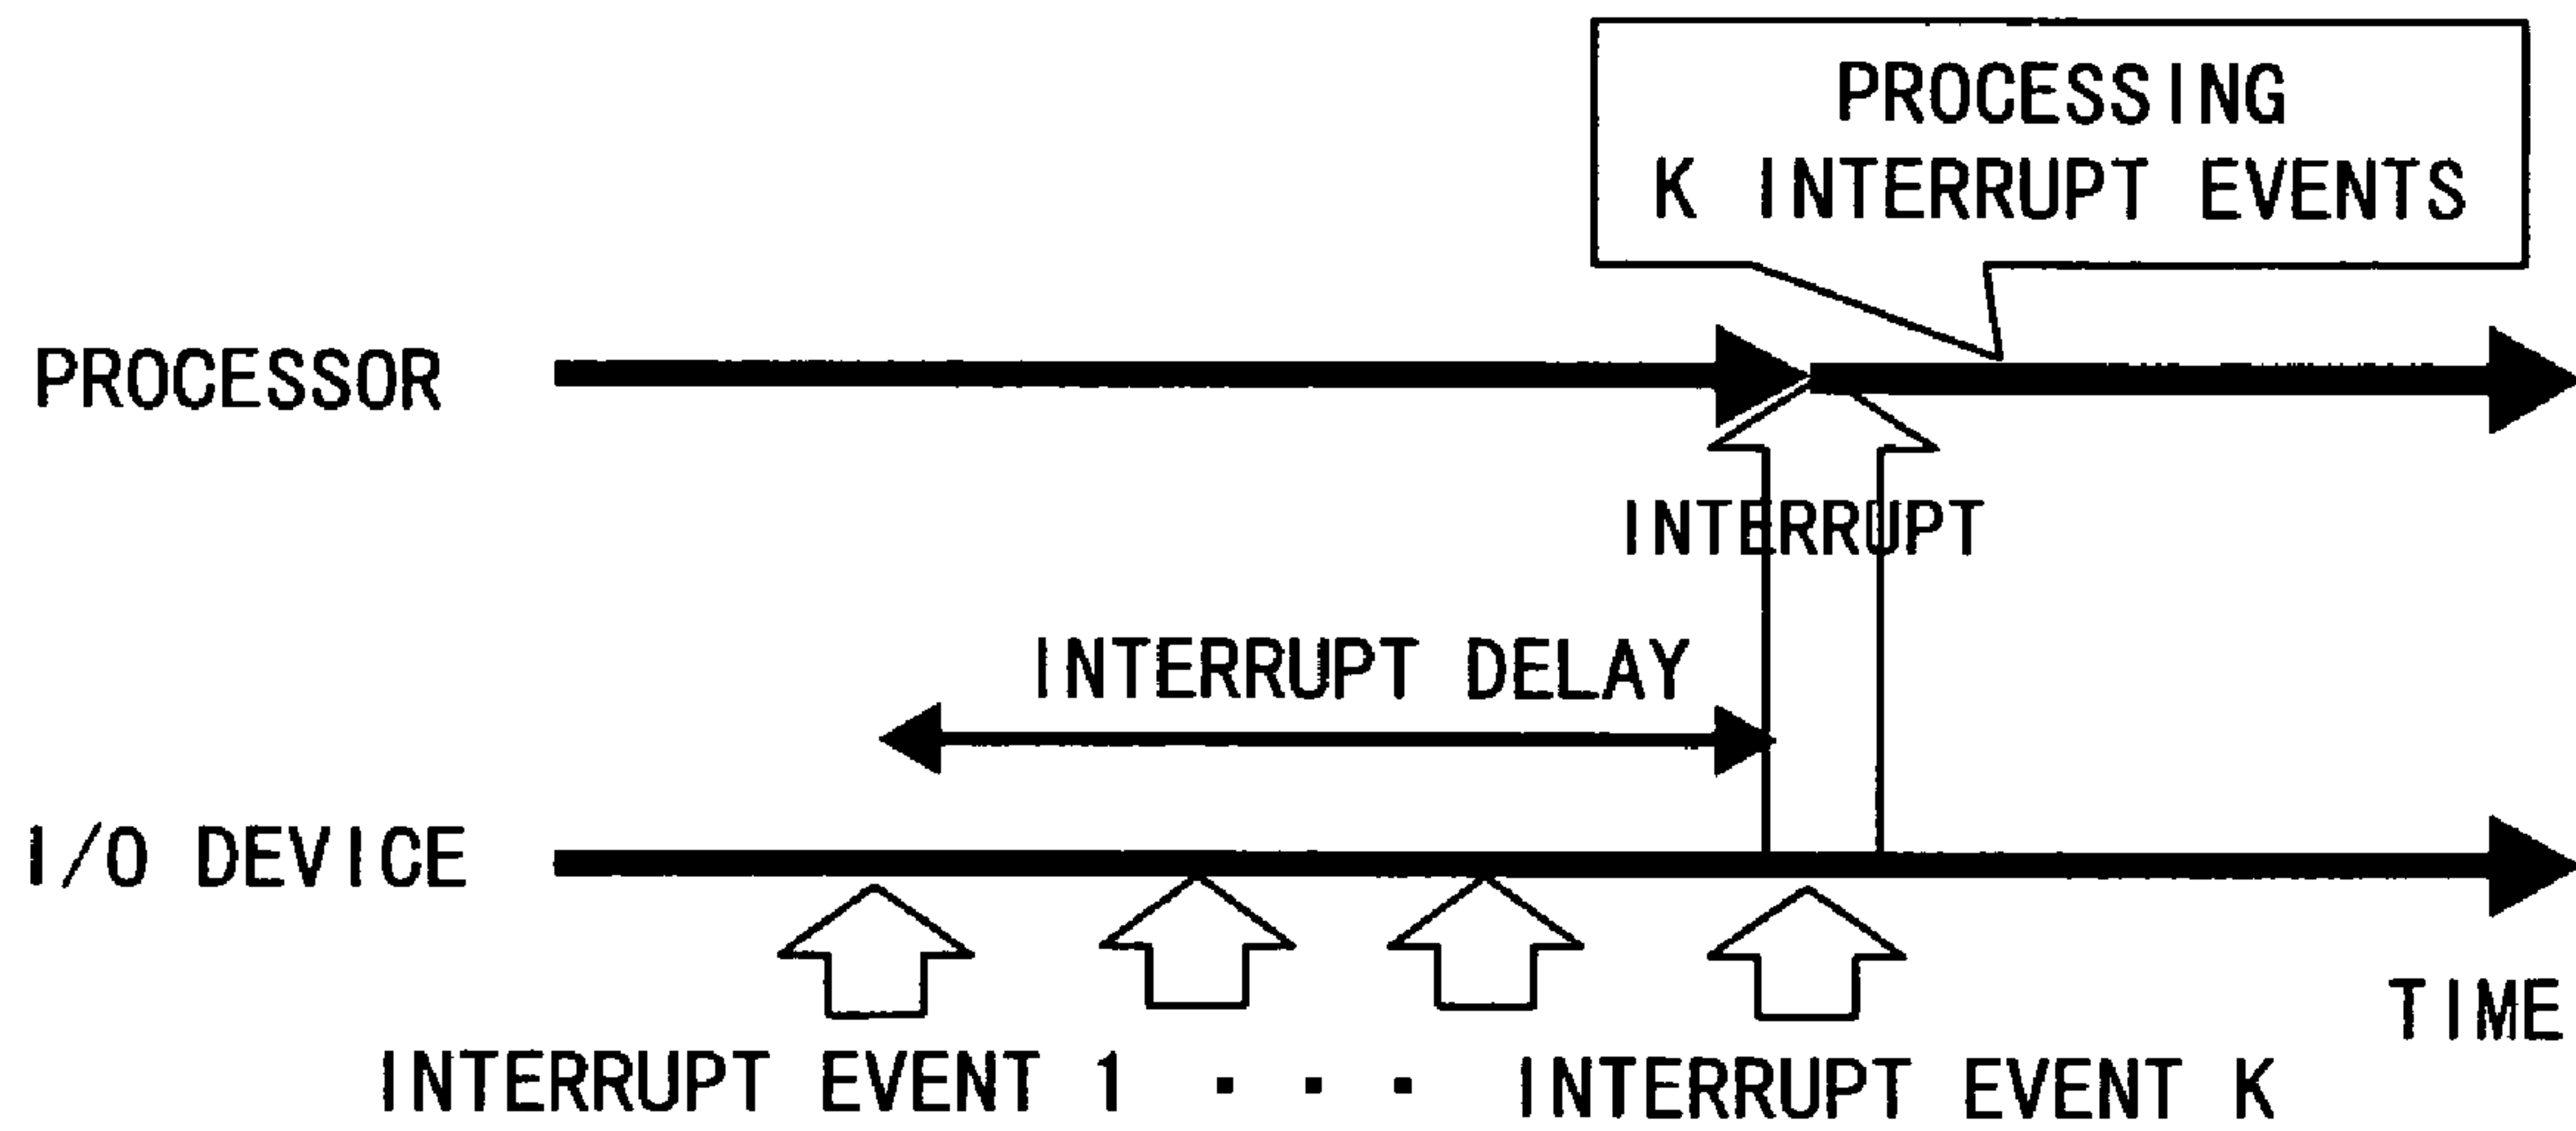 PROCESSING
K INTERRUPT EVENTS
PROCESSOR
INTERRUPT
INTERRUPT DELAY
I/O DEVICE
TIME
INTERRUPT EVENT 1 · · · INTERRUPT EVENT K